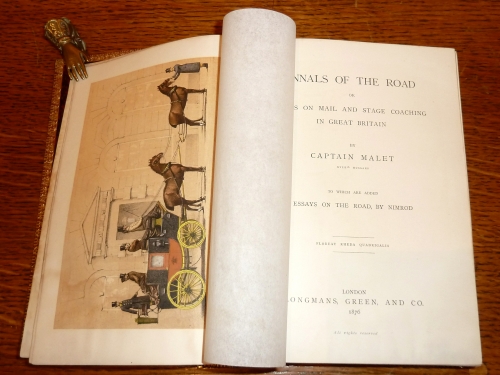 NNALS OF THE ROAD
OR
S ON MAIL AND STAGE COACHING
IN GREAT BRITAIN
BY
CAPTAIN MALET
TO WHICH ARE ADDED
ESSAYS ON THE ROAD, BY NIMROD
LONDON
ONGMANS, GREEN, AND CO.
1876